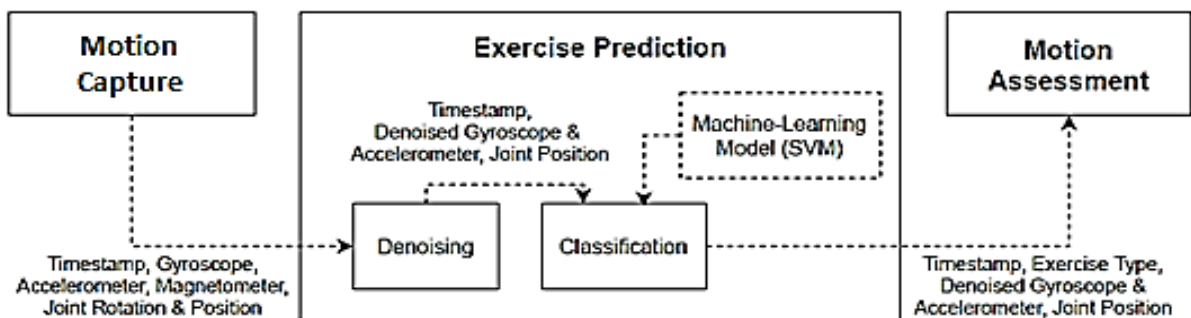 Motion
Capture
Exercise Prediction
Motion
Assessment
Timestamp,
Denoised Gyroscope &
Accelerometer, Joint Position
Machine-Learning
Model (SVM)
Denoising
Classification
Timestamp, Gyroscope,
Accelerometer, Magnetometer,
Joint Rotation & Position
Timestamp, Exercise Type,
Denoised Gyroscope &
Accelerometer, Joint Position